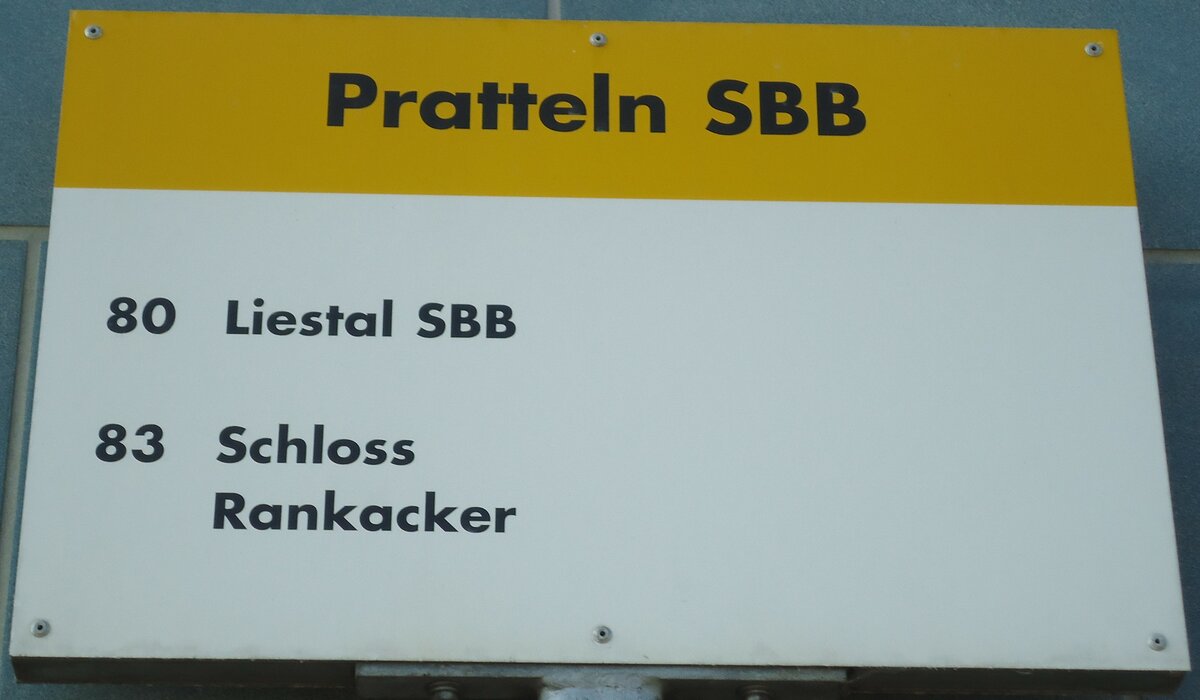 Pratteln SBB
80 Liestal SBB
83 Schloss
Rankacker